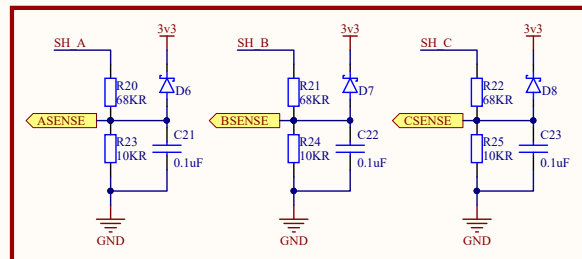 3v3 3v3 3v3
SH_A SH_B SH_C
R20 D6 R21 D7 R22 D8
68KR 68KR 68KR
ASENSE BSENSE CSENSE
R23 C21 R24 C22 R25 C23
10KR 10KR 10KR
0.1uF 0.1uF 0.1uF
GND GND GND